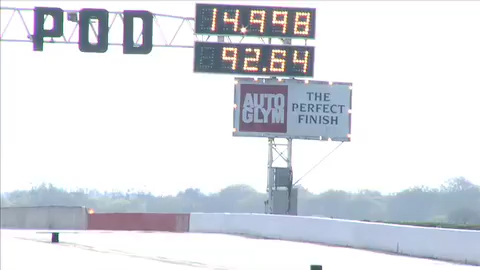 POD
14.998
92.64
AUTO
GLYM
THE
PERFECT
FINISH